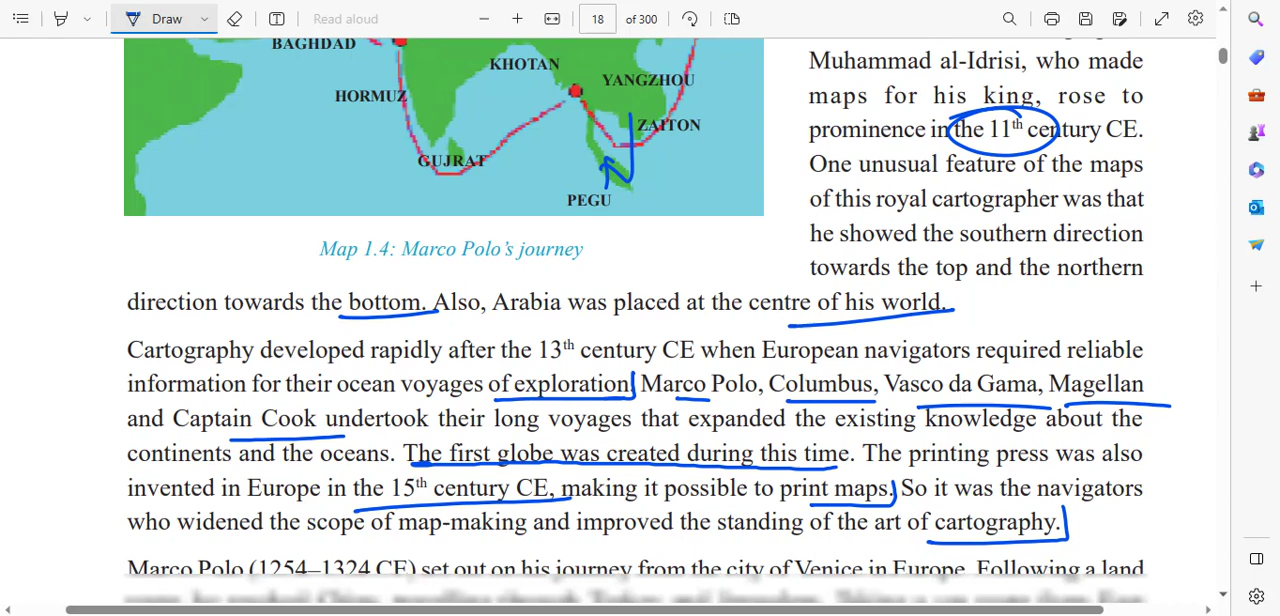 Draw
Read aloud
18 of 300
BAGHDAD
KHOTAN
YANGZHOU
HORMUZ
ZAITON
GUJRAT
PEGU
Map 1.4: Marco Polo's journey
Muhammad al-Idrisi, who made
maps for his king, rose to
prominence in the 11th century CE.
One unusual feature of the maps
of this royal cartographer was that
he showed the southern direction
towards the top and the northern
direction towards the bottom. Also, Arabia was placed at the centre of his world.
Cartography developed rapidly after the 13th century CE when European navigators required reliable
information for their ocean voyages of exploration. Marco Polo, Columbus, Vasco da Gama, Magellan
and Captain Cook undertook their long voyages that expanded the existing knowledge about the
continents and the oceans. The first globe was created during this time. The printing press was also
invented in Europe in the 15th century CE, making it possible to print maps. So it was the navigators
who widened the scope of map-making and improved the standing of the art of cartography.
Marco Polo (1254–1324 CE) set out on his journey from the city of Venice in Europe. Following a land